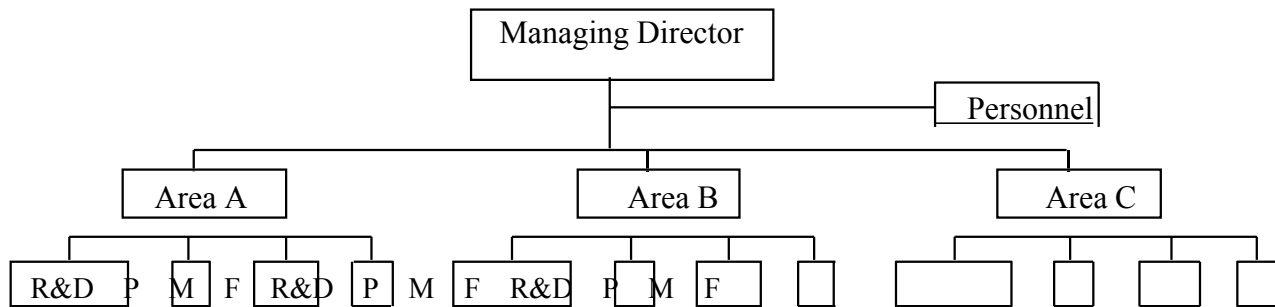 Managing Director
Personnel
Area A Area B Area C
R&D P M F R&D P M F R&D P M F